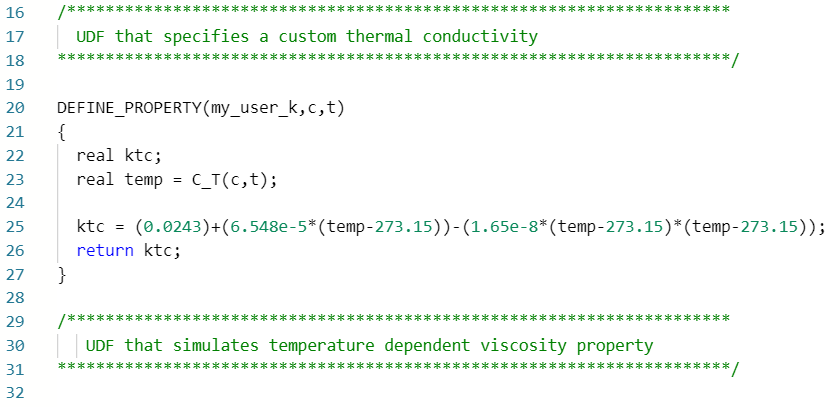 16 /*********************************************************************
17 UDF that specifies a custom thermal conductivity
18 **********************************************************************/
19
20 DEFINE_PROPERTY(my_user_k,c,t)
21 {
22 real ktc;
23 real temp = C_T(c,t);
24
25 ktc = (0.0243)+(6.548e-5*(temp-273.15))-(1.65e-8*(temp-273.15)*(temp-273.15));
26 return ktc;
27 }
28
29 /*********************************************************************
30 UDF that simulates temperature dependent viscosity property
31 **********************************************************************/
32